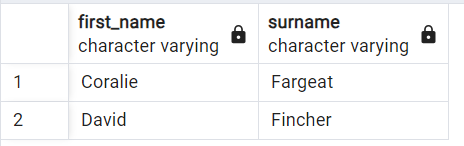 first_name surname
character varying character varying
1 Coralie Fargeat
2 David Fincher